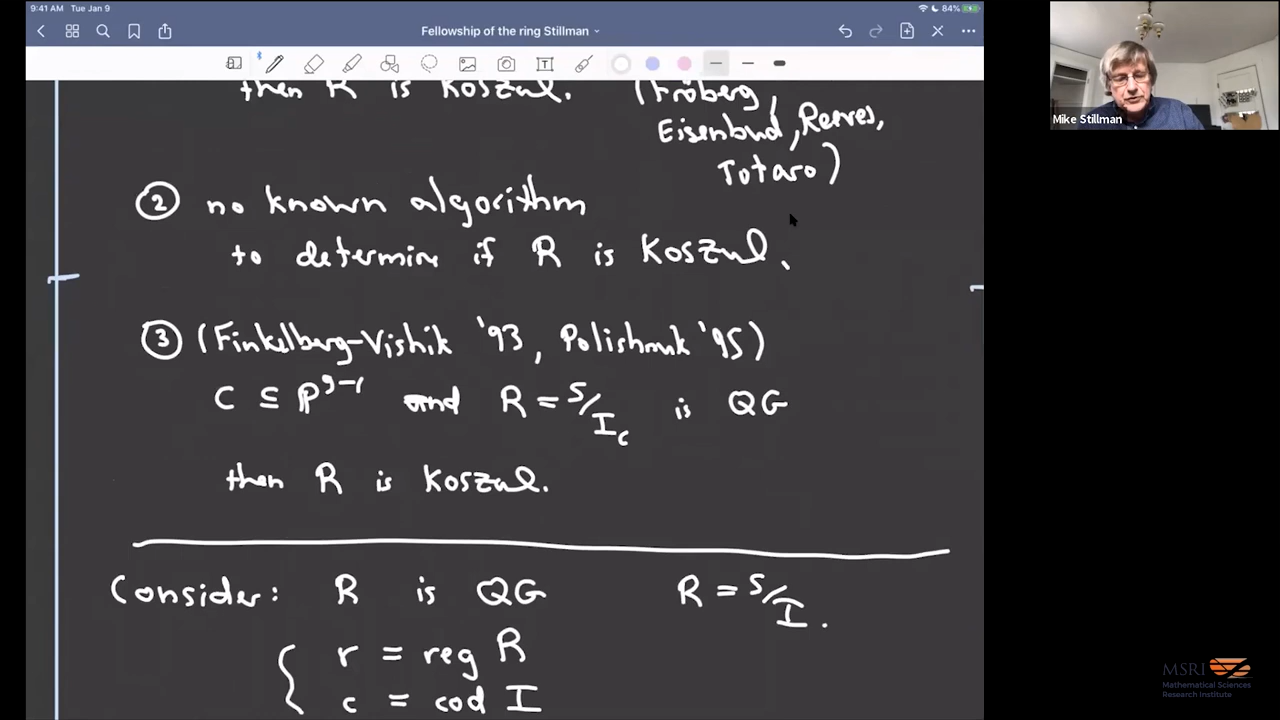 9:41 AM Tue Jan 9
84%
Fellowship of the ring Stillman
Mike Stillman
then R is Koszul. (Fröberg,
Eisenbud, Reeves,
Totaro)
② no known algorithm
to determine if R is Koszul.
③ (Finkelberg-Vishik '93, Polishuk '95)
C ⊆ P^{g-1} and R = S/I_C is QG
then R is Koszul.
Consider: R is QG R = S/I.
{ r = reg R
c = cod I
MSRI
Mathematical Sciences
Research Institute